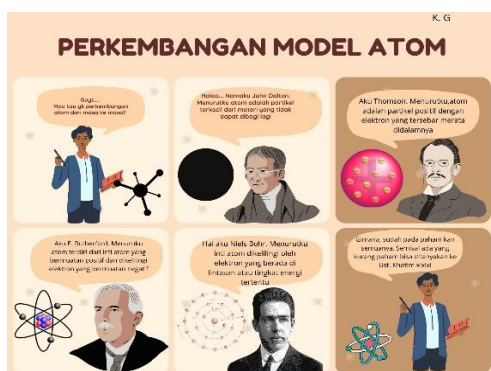 K. G
PERKEMBANGAN MODEL ATOM
Guys...
Mau tau gk perkembangan
atom dari masa ke masa?
Haloo.. Namaku John Dalton.
Menurutku atom adalah partikel
terkecil dari materi yang tidak
dapat dibagi lagi
Aku Thomson. Menurutku,atom
adalah partikel positif dengan
elektron yang tersebar merata
didalamnya
Aku E. Rutherford. Menurutku
atom terdiri dari inti atom yang
bermuatan positif dan dikelilingi
elektron yang bermuatan negatif
Hai aku Niels Bohr. Menurutku
inti atom dikelilingi oleh
elektron yang berada di
lintasan atau tingkat energi
tertentu
Gimana, sudah pada paham kan
semuanya. Semisal ada yang
kurang paham bisa ditanyakan ke
Ust. Khotim